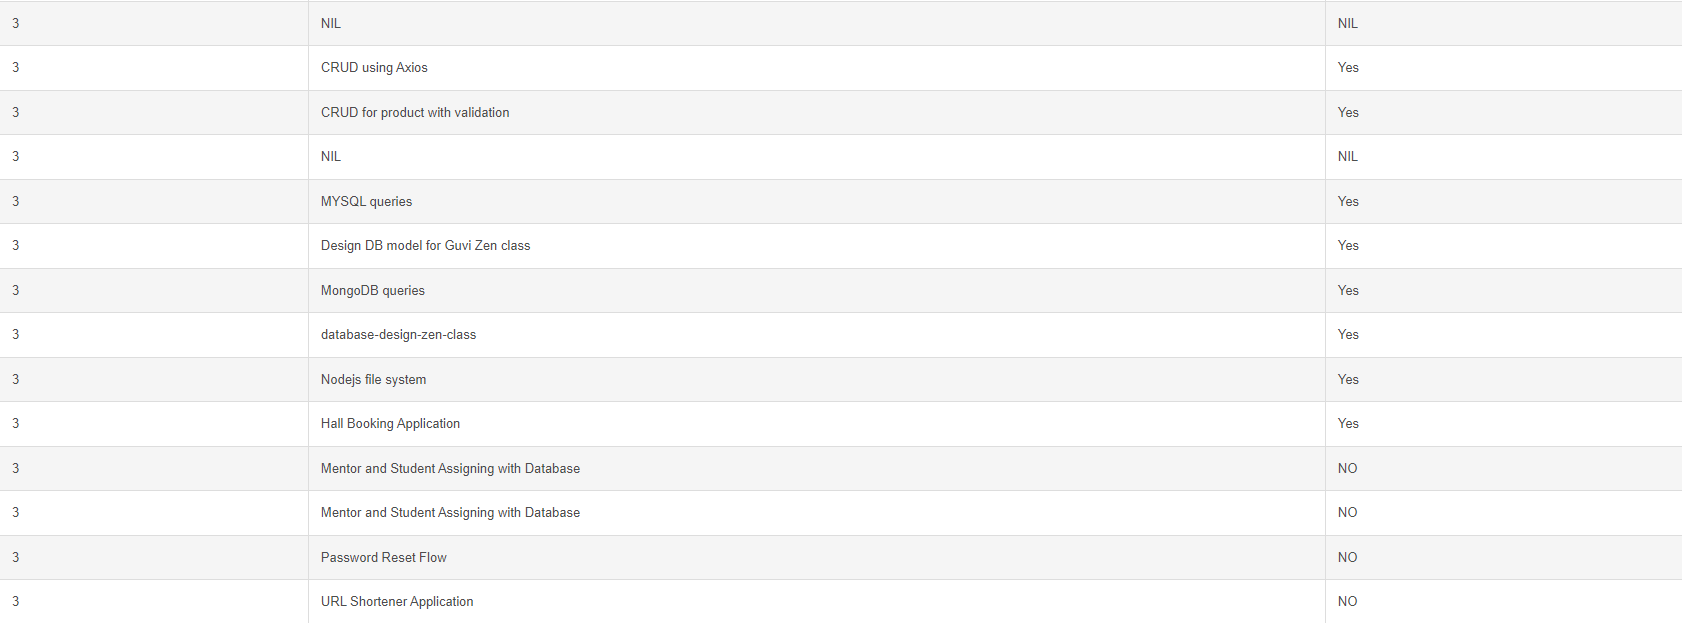 3 NIL NIL
3 CRUD using Axios Yes
3 CRUD for product with validation Yes
3 NIL NIL
3 MYSQL queries Yes
3 Design DB model for Guvi Zen class Yes
3 MongoDB queries Yes
3 database-design-zen-class Yes
3 Nodejs file system Yes
3 Hall Booking Application Yes
3 Mentor and Student Assigning with Database NO
3 Mentor and Student Assigning with Database NO
3 Password Reset Flow NO
3 URL Shortener Application NO